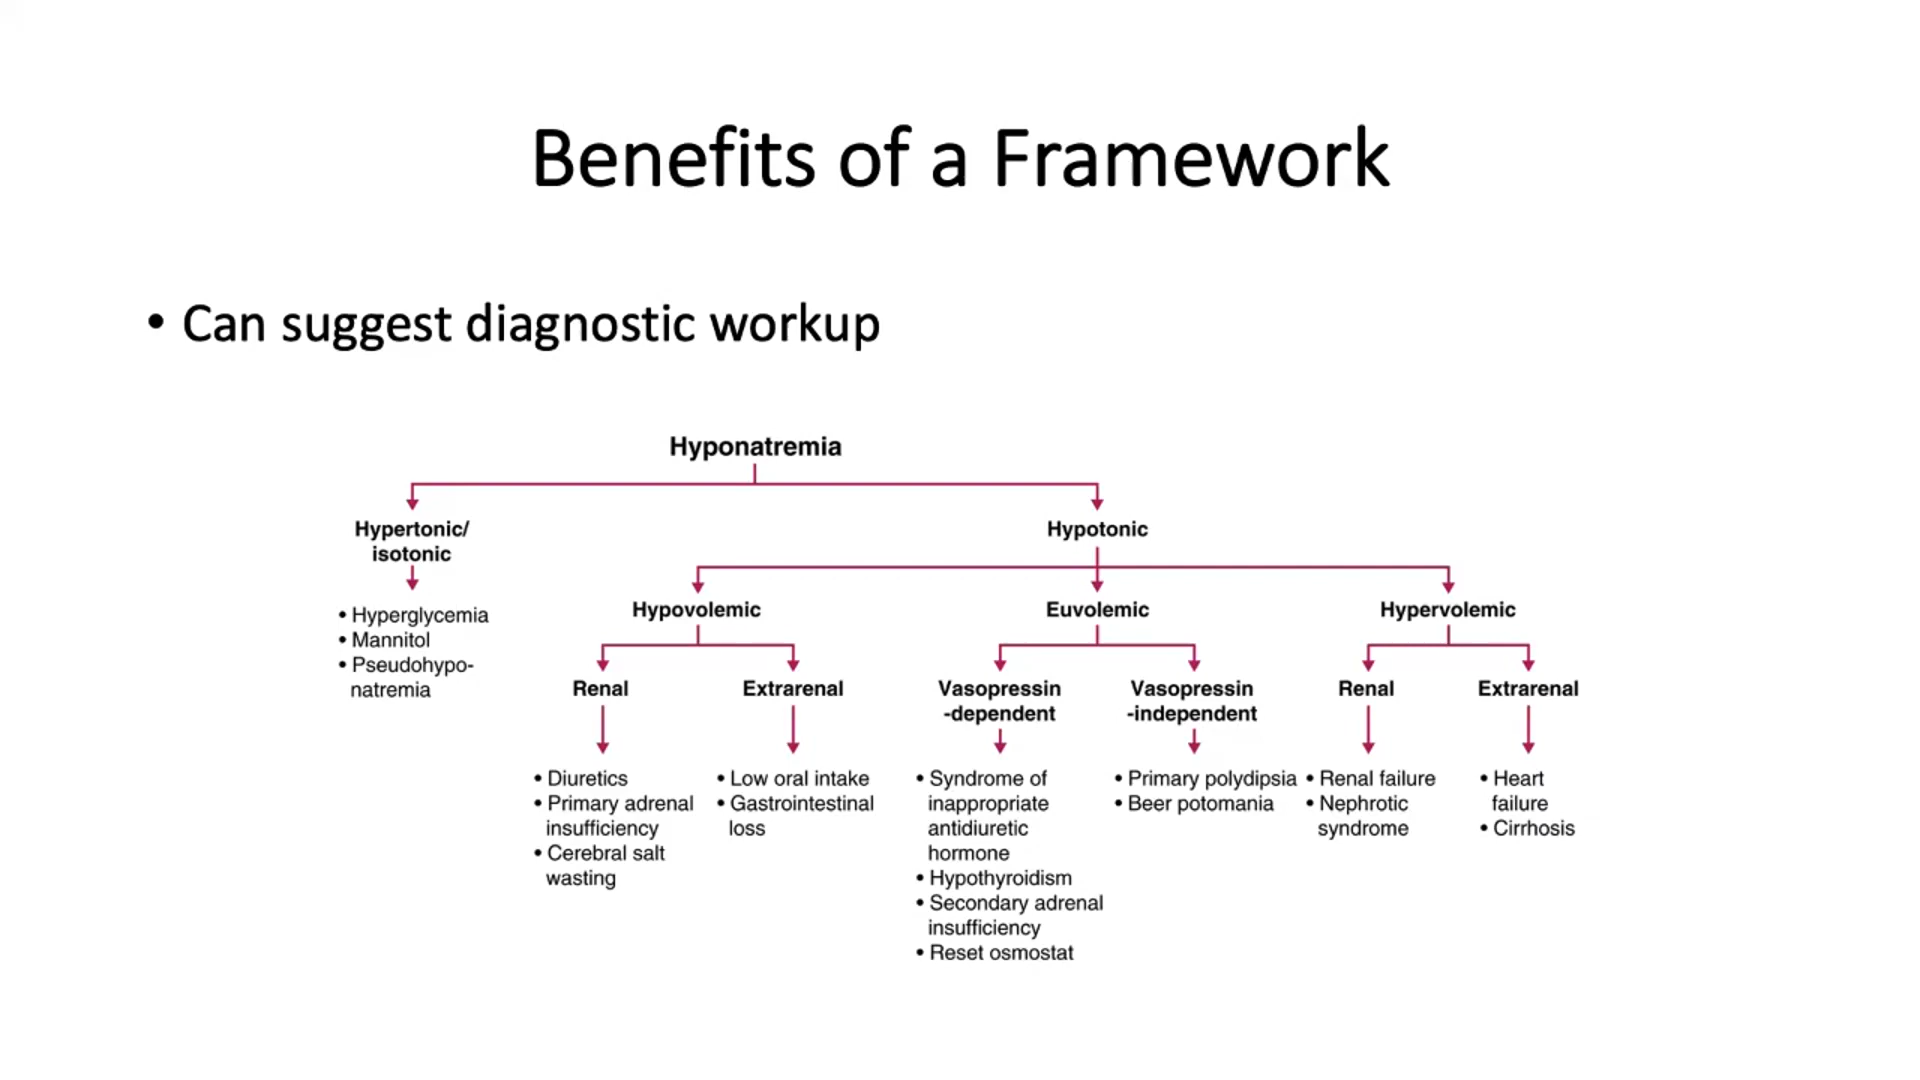 Benefits of a Framework
• Can suggest diagnostic workup
Hyponatremia
Hypertonic/
isotonic
• Hyperglycemia
• Mannitol
• Pseudohypo-
natremia
Hypotonic
Hypovolemic
Renal
• Diuretics
• Primary adrenal
insufficiency
• Cerebral salt
wasting
Extrarenal
• Low oral intake
• Gastrointestinal
loss
Euvolemic
Vasopressin
-dependent
• Syndrome of
inappropriate
antidiuretic
hormone
• Hypothyroidism
• Secondary adrenal
insufficiency
• Reset osmostat
Vasopressin
-independent
• Primary polydipsia
• Beer potomania
Hypervolemic
Renal
• Renal failure
• Nephrotic
syndrome
Extrarenal
• Heart
failure
• Cirrhosis